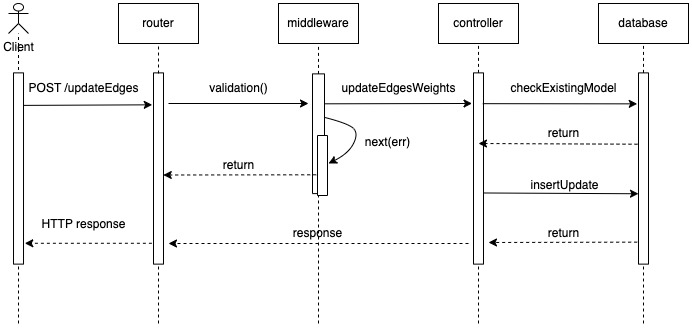 router
middleware
controller
database
Client
POST /updateEdges
validation()
updateEdgesWeights
checkExistingModel
return
next(err)
return
insertUpdate
HTTP response
response
return